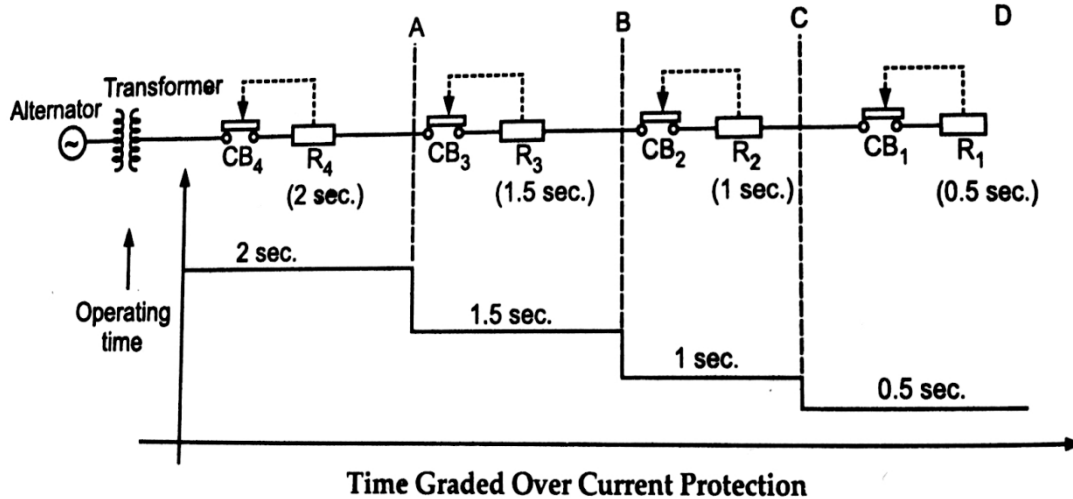 A B C D
Transformer
Alternator
CB4 R4 CB3 R3 CB2 R2 CB1 R1
(2 sec.) (1.5 sec.) (1 sec.) (0.5 sec.)
2 sec.
Operating
time
1.5 sec.
1 sec.
0.5 sec.
Time Graded Over Current Protection